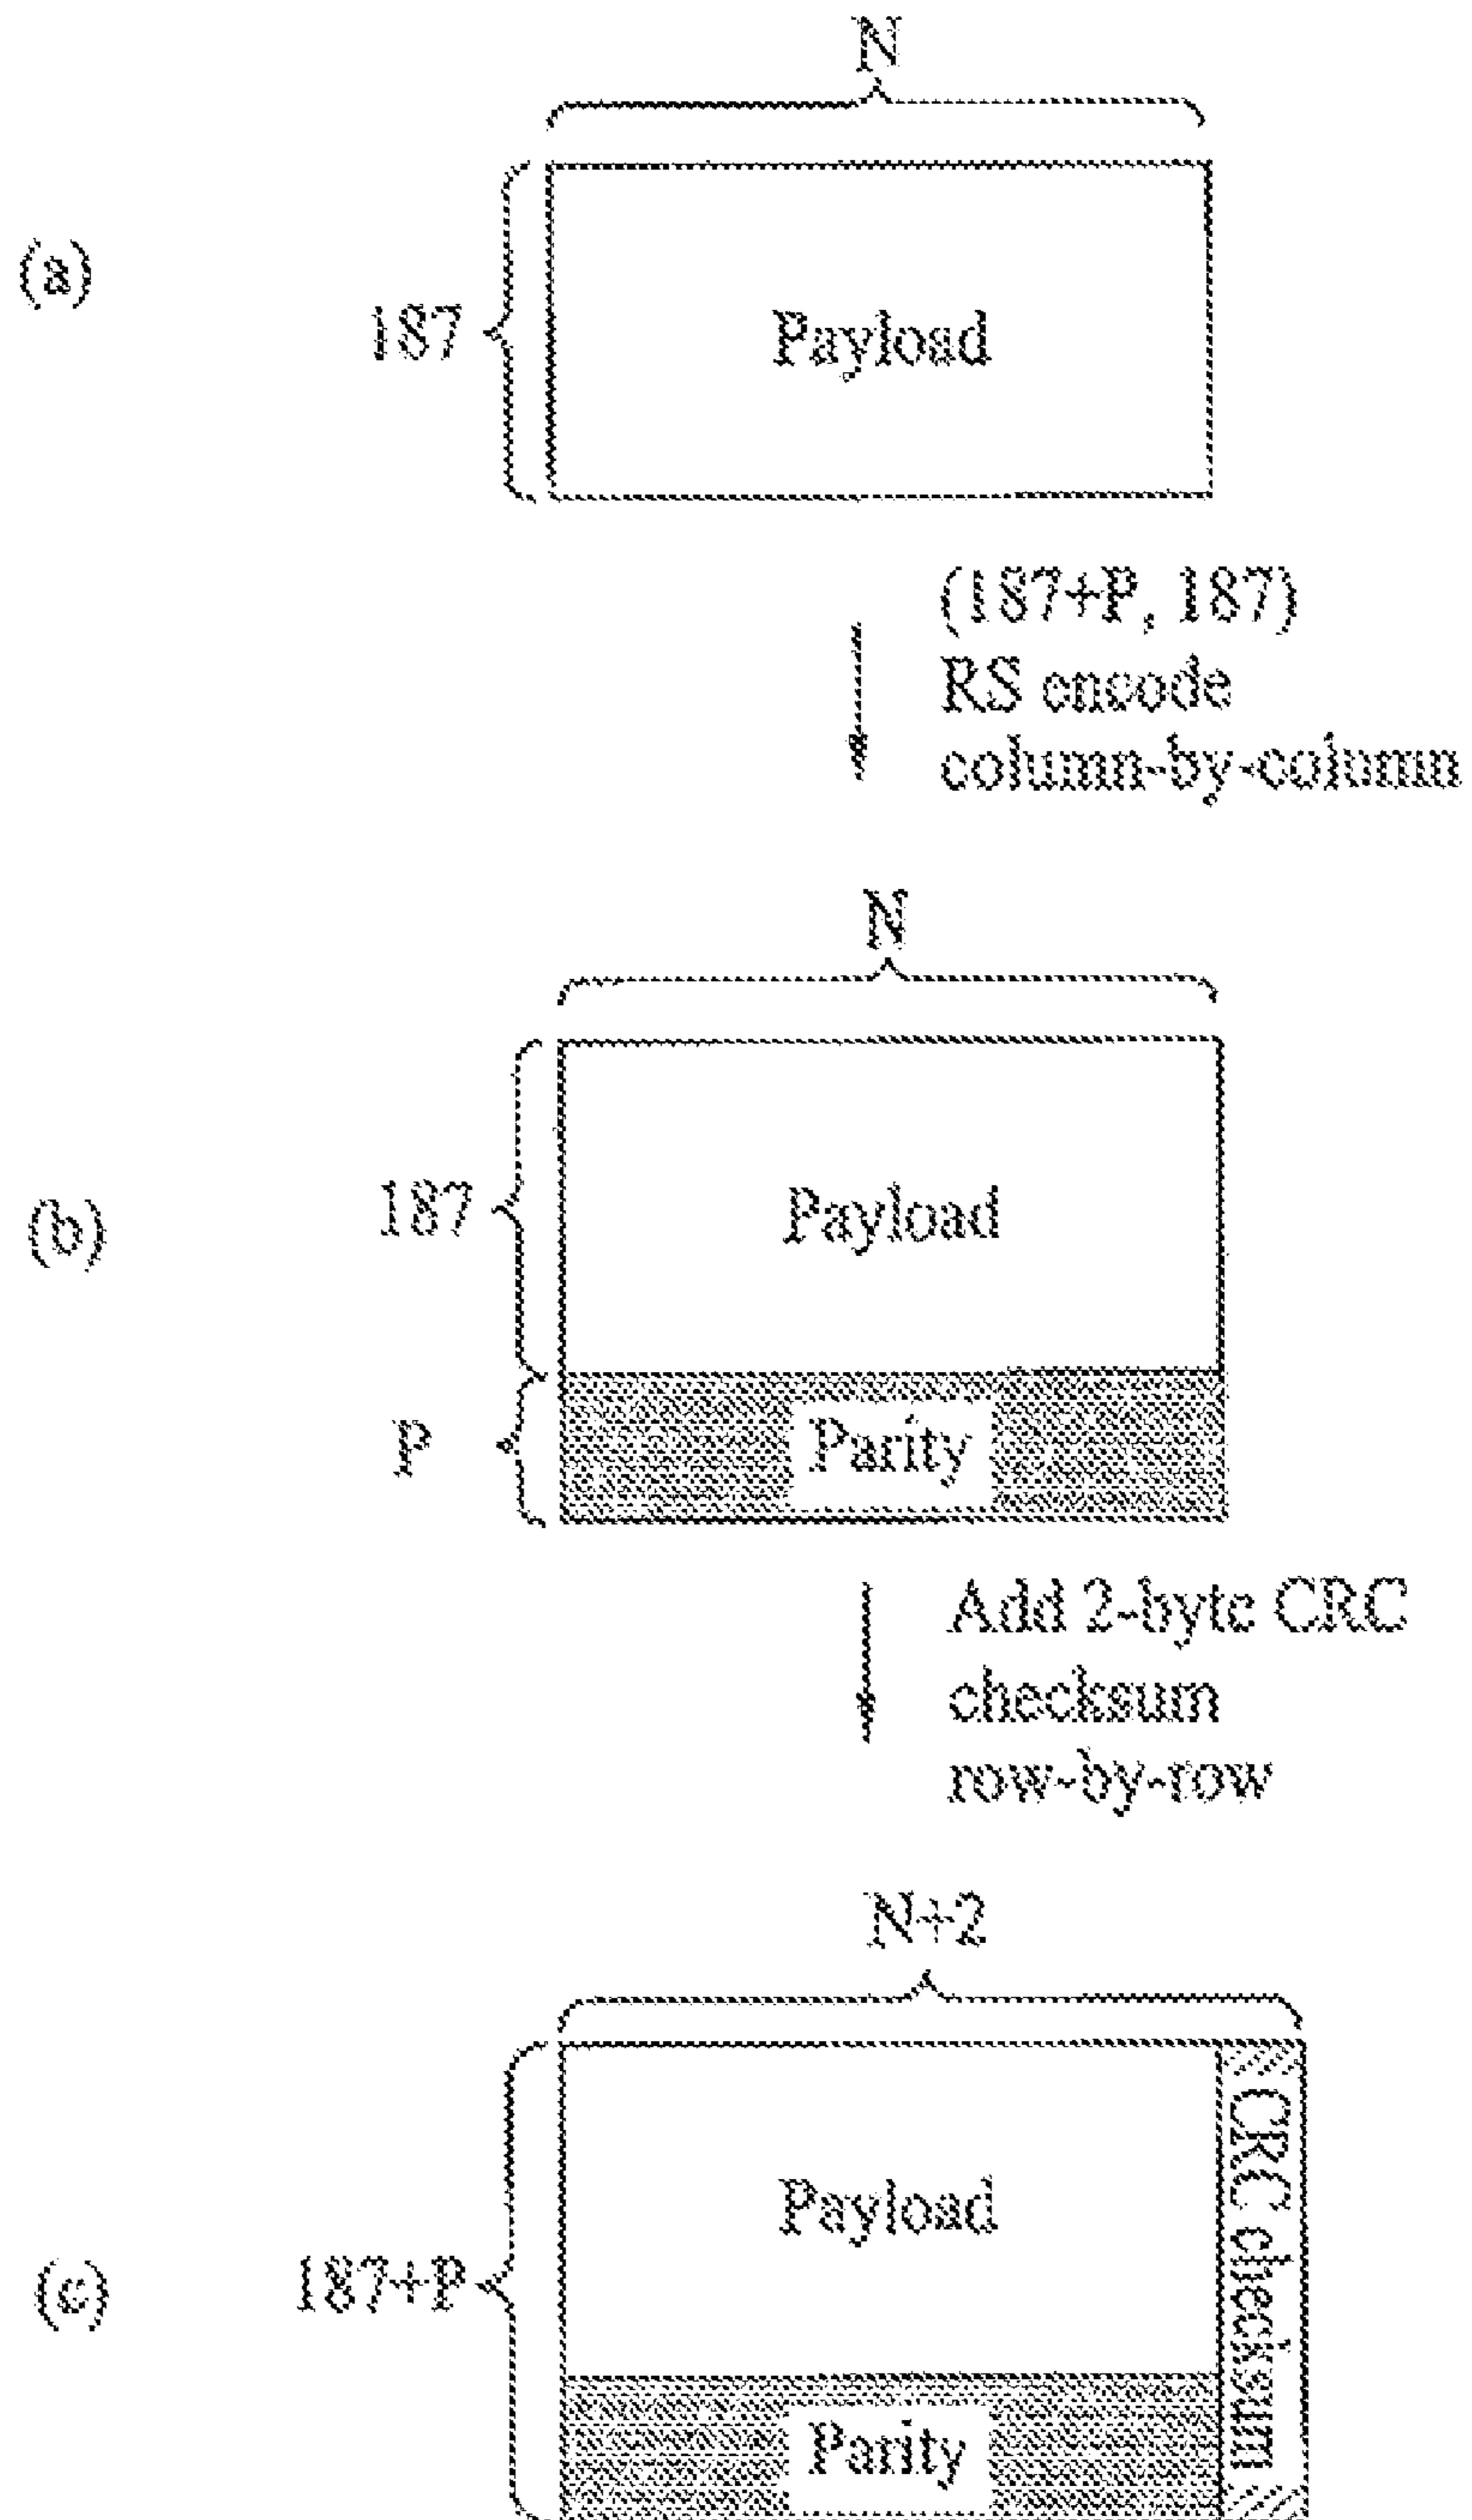 N
(a)
187
Payload
(187+P, 187)
RS encode
column-by-column
N
(b)
187
Payload
P
Parity
Add 2-byte CRC
checksum
row-by-row
N+2
(c)
187+P
Payload
CRC checksum
Parity